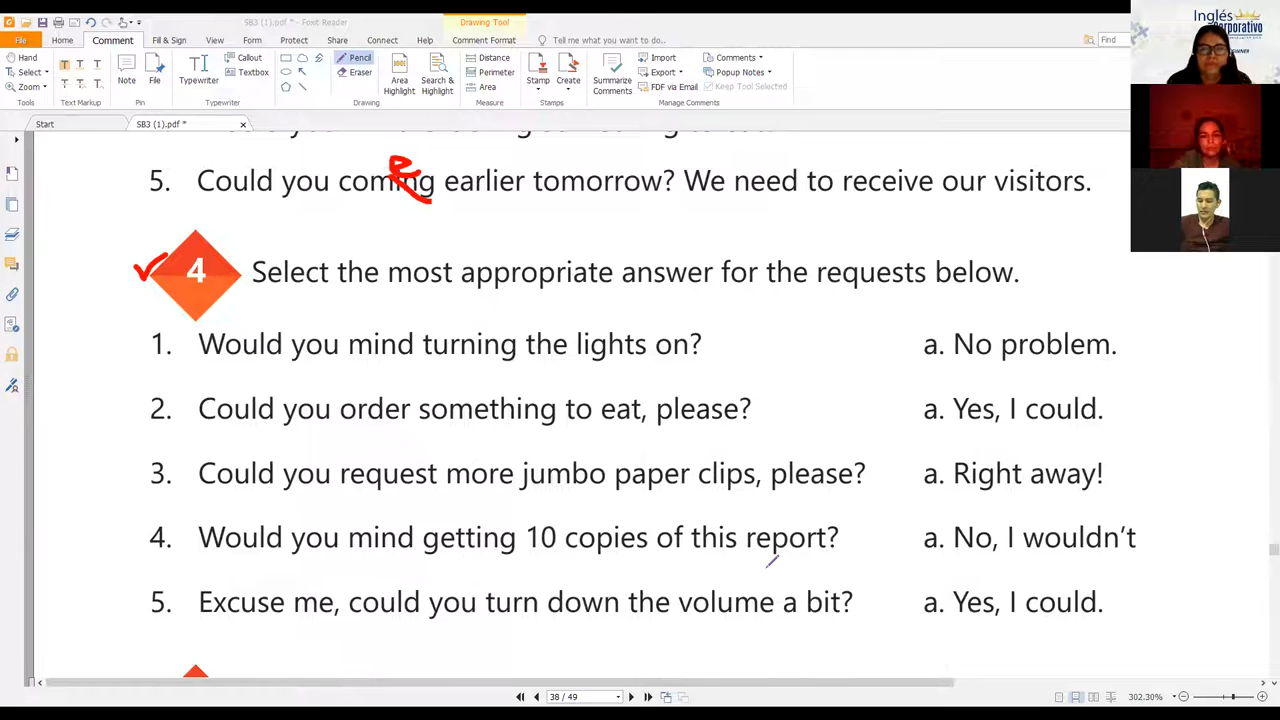 SB3 (1).pdf * - Foxit Reader
Drawing Tool
File Home Comment Fill & Sign View Form Protect Share Connect Help Comment Format Tell me what you want to do... Find
Hand
Select
Zoom
Tools
Text Markup
Note
File
Pin
Typewriter
Callout
Textbox
Typewriter
Pencil
Eraser
Drawing
Area Highlight
Search & Highlight
Distance
Perimeter
Area
Measure
Stamp
Create
Stamps
Summarize Comments
Import
Export
FDF via Email
Comments
Popup Notes
Keep Tool Selected
Manage Comments
Inglés
Corporativo
Start
SB3 (1).pdf *
5. Could you coming earlier tomorrow? We need to receive our visitors.
e
4 Select the most appropriate answer for the requests below.
1. Would you mind turning the lights on? a. No problem.
2. Could you order something to eat, please? a. Yes, I could.
3. Could you request more jumbo paper clips, please? a. Right away!
4. Would you mind getting 10 copies of this report? a. No, I wouldn’t
5. Excuse me, could you turn down the volume a bit? a. Yes, I could.
38 / 49
302.30%